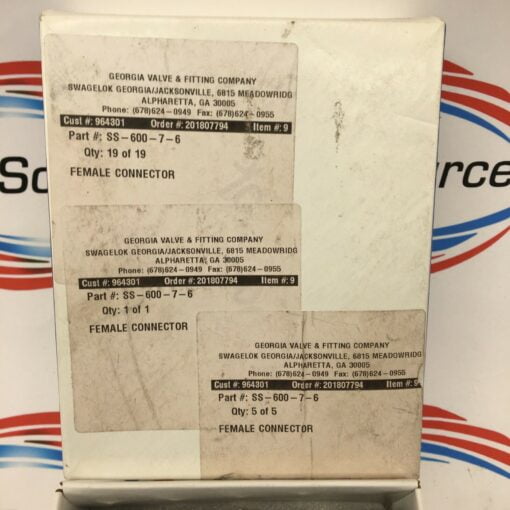 GEORGIA VALVE & FITTING COMPANY
SWAGELOK GEORGIA/JACKSONVILLE, 6815 MEADOWRIDG
ALPHARETTA, GA 30005
Phone: (678)624-0949 Fax: (678)624-0955
Cust #: 964301 Order #: 201807794 Item #: 9
Part #: SS-600-7-6
Qty: 19 of 19
FEMALE CONNECTOR
So
rce
GEORGIA VALVE & FITTING COMPANY
SWAGELOK GEORGIA/JACKSONVILLE, 6815 MEADOWRIDG
ALPHARETTA, GA 30005
Phone: (678)624-0949 Fax: (678)624-0955
Cust #: 964301 Order #: 201807794 Item #: 9
Part #: SS-600-7-6
Qty: 1 of 1
FEMALE CONNECTOR
GEORGIA VALVE & FITTING COMPANY
SWAGELOK GEORGIA/JACKSONVILLE, 6815 MEADOWRIDG
ALPHARETTA, GA 30005
Phone: (678)624-0949 Fax: (678)624-0955
Cust #: 964301 Order #: 201807794 Item #: 9
Part #: SS-600-7-6
Qty: 5 of 5
FEMALE CONNECTOR